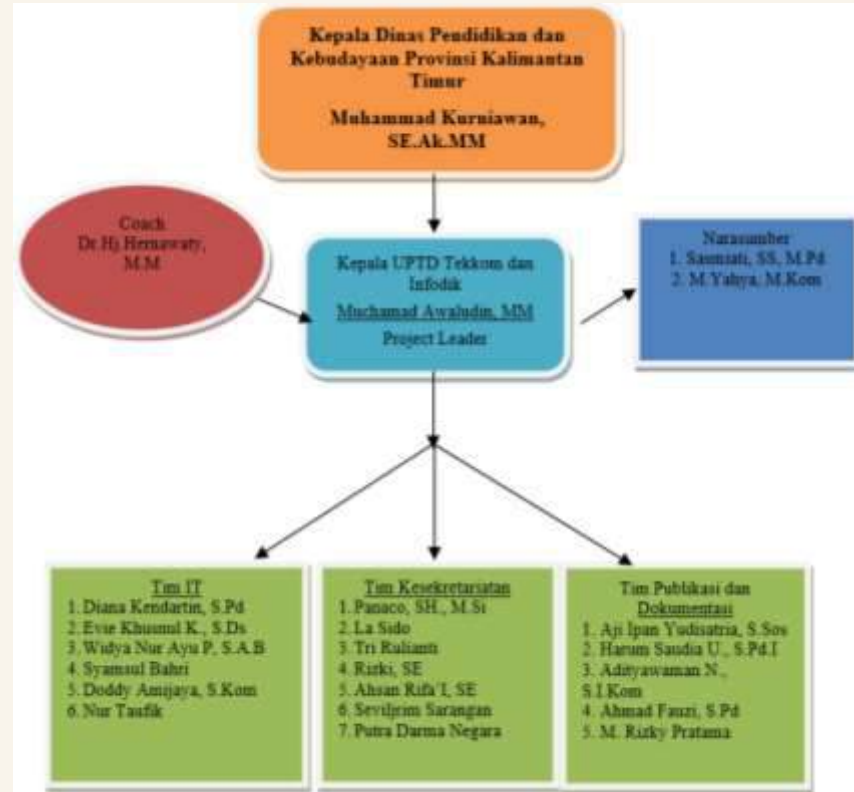 Kepala Dinas Pendidikan dan
Kebudayaan Provinsi Kalimantan
Timur
Muhammad Kurniawan,
SE.Ak.MM
Coach
Dr.Hj.Hernawaty,
M.M
Kepala UPTD Tekkom dan
Infodik
Muchamad Awaludin, MM
Project Leader
Narasumber
1. Sasmiati, SS, M.Pd
2. M.Yahya, M.Kom
Tim IT
1. Diana Kendartin, S.Pd
2. Evie Khusnul K., S.Ds
3. Widya Nur Ayu P, S.A.B
4. Syamsul Bahri
5. Doddy Amijaya, S.Kom
6. Nur Taufik
Tim Kesekretariatan
1. Panaco, SH., M.Si
2. La Sido
3. Tri Rulianti
4. Rizki, SE
5. Ahsan Rifa'I, SE
6. Seviljrim Sarangan
7. Putra Darma Negara
Tim Publikasi dan
Dokumentasi
1. Aji Ipan Yudisatria, S.Sos
2. Harum Saudia U., S.Pd.I
3. Adityawaman N.,
S.I.Kom
4. Ahmad Fauzi, S.Pd
5. M. Rizky Pratama